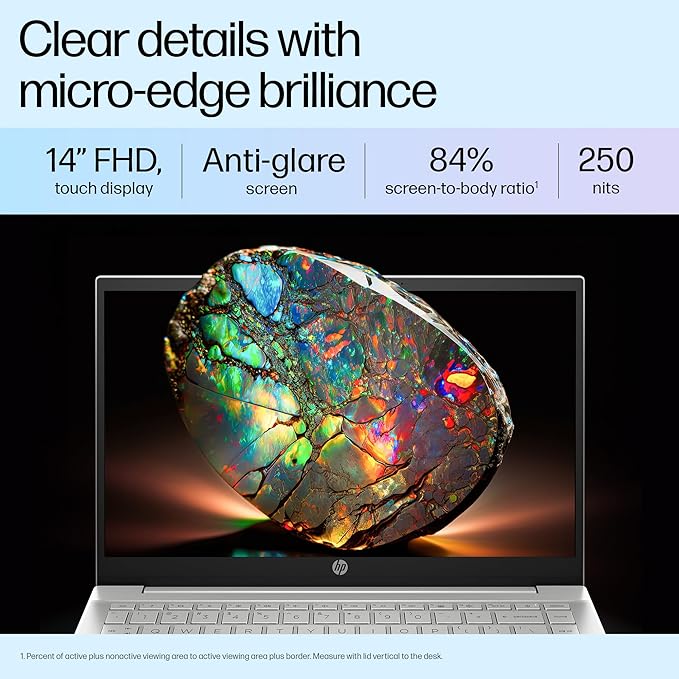 Clear details with
micro-edge brilliance
14” FHD,
touch display
Anti-glare
screen
84%
screen-to-body ratio¹
250
nits
hp
1. Percent of active plus nonactive viewing area to active viewing area plus border. Measure with lid vertical to the desk.